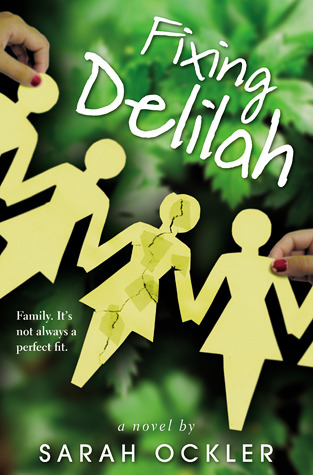 Fixing
Delilah
Family. It's
not always a
perfect fit.
a novel by
SARAH OCKLER